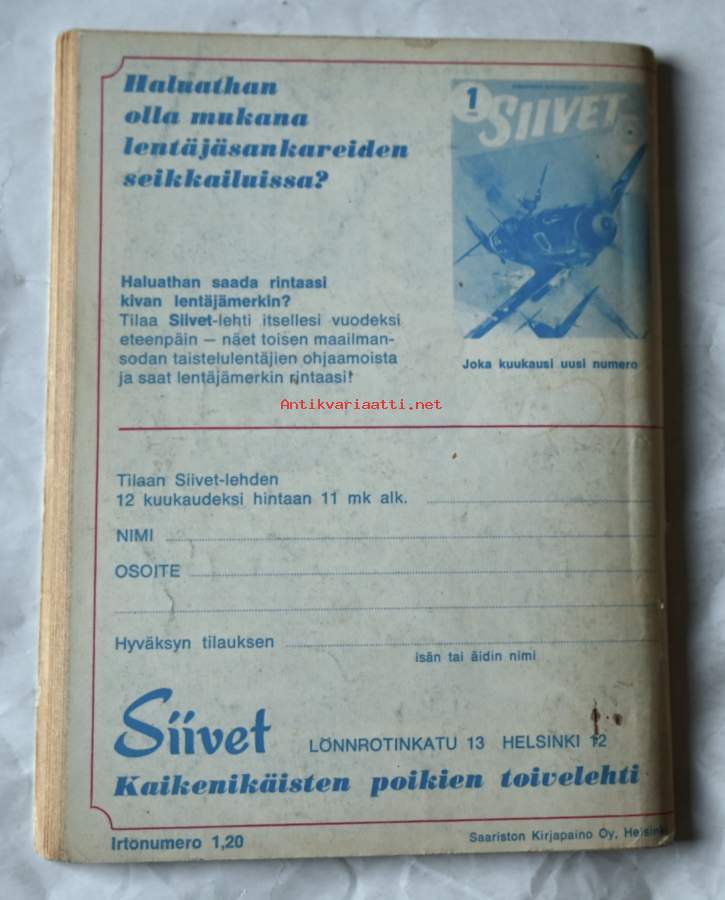 Haluathan
olla mukana
lentäjäsankareiden
seikkailuissa?
1
SIIVET
Haluathan saada rintaasi
kivan lentäjämerkin?
Tilaa Siivet-lehti itsellesi vuodeksi
eteenpäin — näet toisen maailman-
sodan taistelulentäjien ohjaamoista
ja saat lentäjämerkin rintaasi!
Joka kuukausi uusi numero
Antikvariaatti.net
Tilaan Siivet-lehden
12 kuukaudeksi hintaan 11 mk alk.
NIMI
OSOITE
Hyväksyn tilauksen
isän tai äidin nimi
Siivet LÖNNROTINKATU 13 HELSINKI 12
Kaikenikäisten poikien toivelehti
Irtonumero 1,20
Saariston Kirjapaino Oy, Helsinki